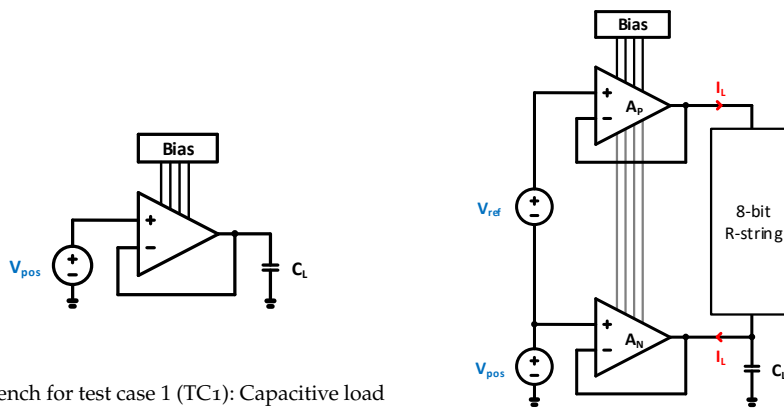 Bias
+
−
V_pos
+
−
C_L
ench for test case 1 (TC1): Capacitive load
Bias
+
−
A_P
I_L
V_ref
+
−
8-bit
R-string
+
−
A_N
I_L
V_pos
+
−
C_L